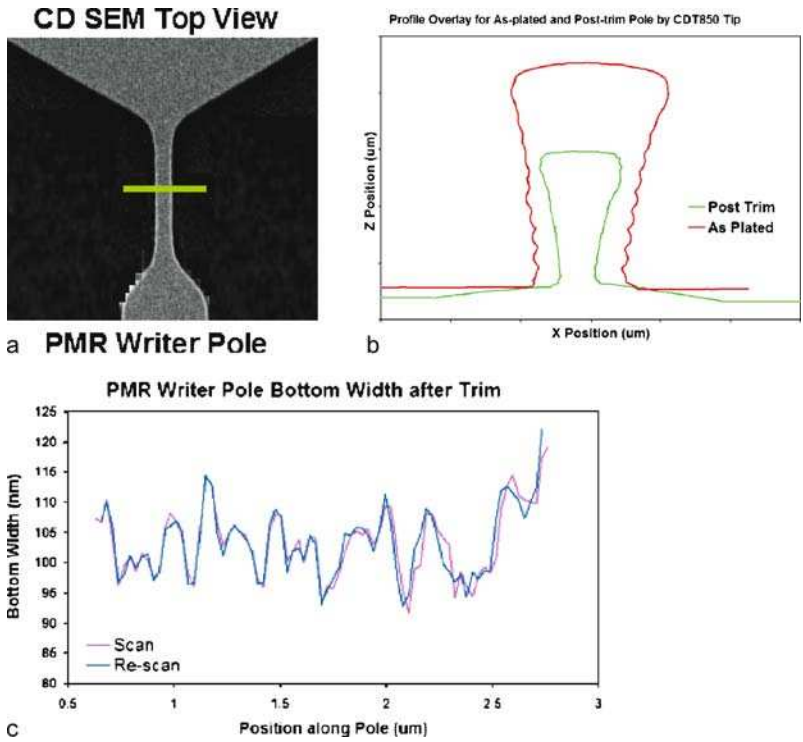 CD SEM Top View
a PMR Writer Pole
Profile Overlay for As-plated and Post-trim Pole by CDT850 Tip
Z Position (um)
Post Trim
As Plated
b X Position (um)
PMR Writer Pole Bottom Width after Trim
Bottom Width (nm)
125
120
115
110
105
100
95
90
85
80
Scan
Re-scan
0.5 1 1.5 2 2 5 3
c Position along Pole (um)